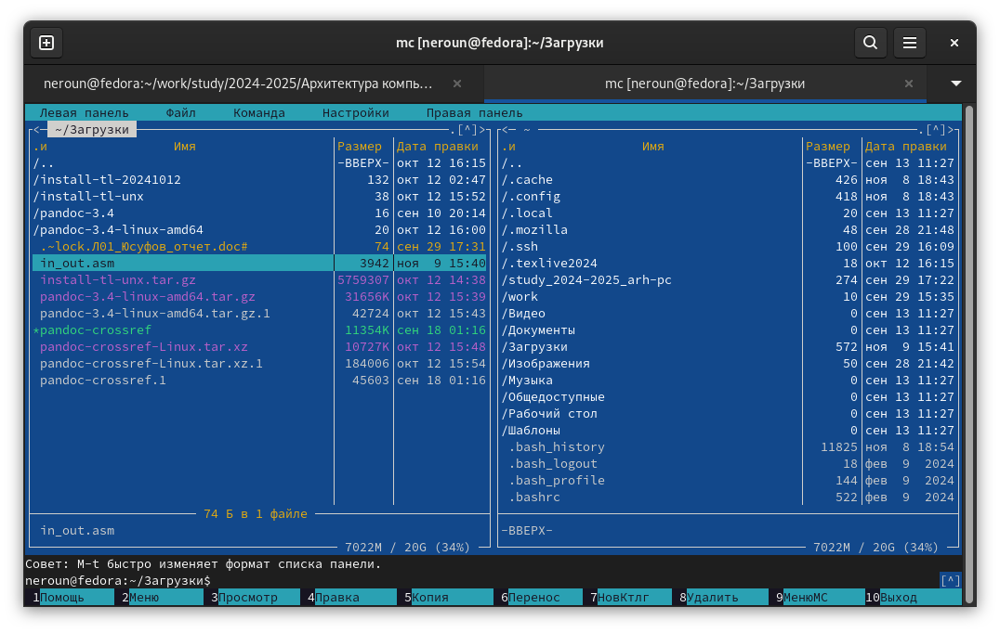 mc [neroun@fedora]:~/Загрузки
neroun@fedora:~/work/study/2024-2025/Архитектура компь… × mc [neroun@fedora]:~/Загрузки ×
Левая панель Файл Команда Настройки Правая панель
<─ ~/Загрузки .[^]>
.и Имя Размер Дата правки
/.. -ВВЕРХ- окт 12 16:15
/install-tl-20241012 132 окт 12 02:47
/install-tl-unx 38 окт 12 15:52
/pandoc-3.4 16 сен 10 20:14
/pandoc-3.4-linux-amd64 20 окт 12 16:00
.~lock.Л01_Юсуфов_отчет.doc# 74 сен 29 17:31
in_out.asm 3942 ноя 9 15:40
install-tl-unx.tar.gz 5759307 окт 12 14:38
pandoc-3.4-linux-amd64.tar.gz 31656K окт 12 15:39
pandoc-3.4-linux-amd64.tar.gz.1 42724 окт 12 15:43
*pandoc-crossref 11354K сен 18 01:16
pandoc-crossref-Linux.tar.xz 10727K окт 12 15:48
pandoc-crossref-Linux.tar.xz.1 184006 окт 12 15:54
pandoc-crossref.1 45603 сен 18 01:16
74 Б в 1 файле
in_out.asm
7022M / 20G (34%)
<─ ~ .[^]>
.и Имя Размер Дата правки
/.. -ВВЕРХ- сен 13 11:27
/.cache 426 ноя 8 18:43
/.config 418 ноя 8 18:43
/.local 20 сен 13 11:27
/.mozilla 48 сен 28 21:48
/.ssh 100 сен 29 16:09
/.texlive2024 18 окт 12 16:15
/study_2024-2025_arh-pc 274 сен 29 17:22
/work 10 сен 29 15:35
/Видео 0 сен 13 11:27
/Документы 0 сен 13 11:27
/Загрузки 572 ноя 9 15:41
/Изображения 50 сен 28 21:42
/Музыка 0 сен 13 11:27
/Общедоступные 0 сен 13 11:27
/Рабочий стол 0 сен 13 11:27
/Шаблоны 0 сен 13 11:27
.bash_history 11825 ноя 8 18:54
.bash_logout 18 фев 9 2024
.bash_profile 144 фев 9 2024
.bashrc 522 фев 9 2024
-ВВЕРХ-
7022M / 20G (34%)
Совет: M-t быстро изменяет формат списка панели.
neroun@fedora:~/Загрузки$ [^]
1Помощь 2Меню 3Просмотр 4Правка 5Копия 6Перенос 7НовКтлг 8Удалить 9МенюMC 10Выход